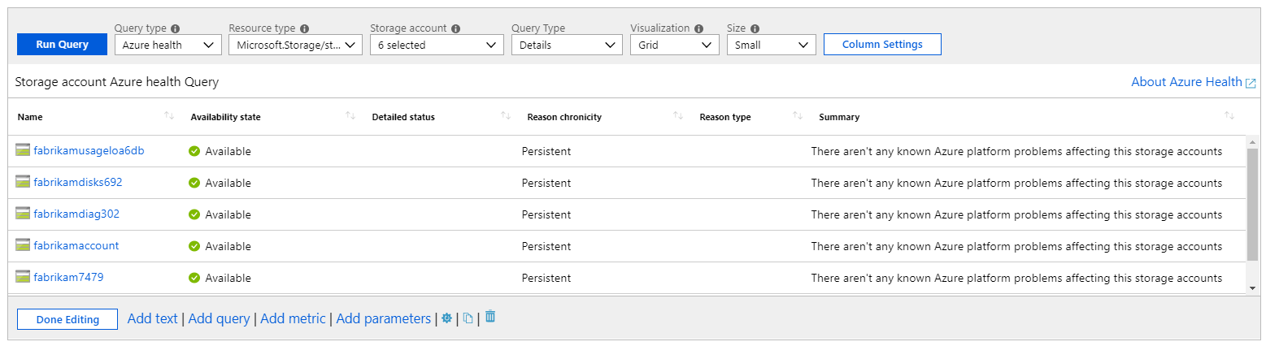 Query type Resource type Storage account Query Type Visualization Size
Run Query Azure health Microsoft.Storage/st... 6 selected Details Grid Small Column Settings
Storage account Azure health Query About Azure Health
Name Availability state Detailed status Reason chronicity Reason type Summary
fabrikamusageloa6db Available Persistent There aren't any known Azure platform problems affecting this storage accounts
fabrikamdisks692 Available Persistent There aren't any known Azure platform problems affecting this storage accounts
fabrikamdiag302 Available Persistent There aren't any known Azure platform problems affecting this storage accounts
fabrikamaccount Available Persistent There aren't any known Azure platform problems affecting this storage accounts
fabrikam7479 Available Persistent There aren't any known Azure platform problems affecting this storage accounts
Done Editing Add text | Add query | Add metric | Add parameters | | |